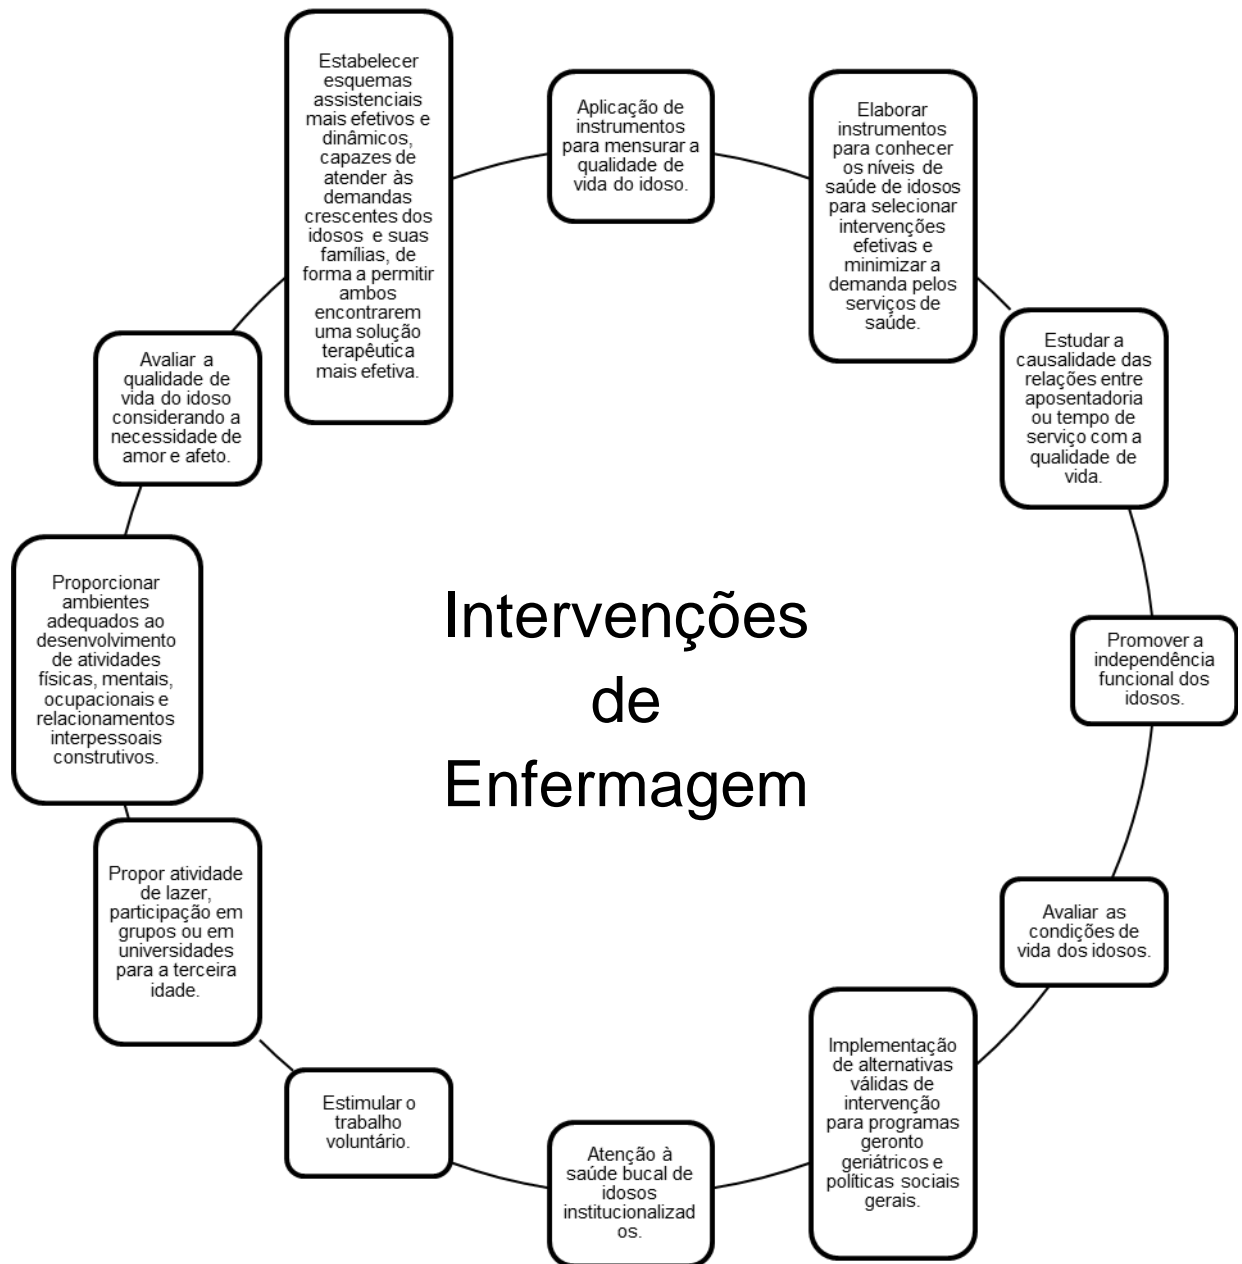 Aplicação de
instrumentos
para mensurar a
qualidade de
vida do idoso.
Elaborar
instrumentos
para conhecer
os níveis de
saúde de idosos
para selecionar
intervenções
efetivas e
minimizar a
demanda pelos
serviços de
saúde.
Estudar a
causalidade das
relações entre
aposentadoria
ou tempo de
serviço com a
qualidade de
vida.
Promover a
independência
funcional dos
idosos.
Avaliar as
condições de
vida dos idosos.
Implementação
de alternativas
válidas de
intervenção
para programas
geronto
geriátricos e
políticas sociais
gerais.
Atenção à
saúde bucal de
idosos
institucionalizad
os.
Estimular o
trabalho
voluntário.
Propor atividade
de lazer,
participação em
grupos ou em
universidades
para a terceira
idade.
Proporcionar
ambientes
adequados ao
desenvolvimento
de atividades
físicas, mentais,
ocupacionais e
relacionamentos
interpessoais
construtivos.
Avaliar a
qualidade de
vida do idoso
considerando a
necessidade de
amor e afeto.
Estabelecer
esquemas
assistenciais
mais efetivos e
dinâmicos,
capazes de
atender às
demandas
crescentes dos
idosos e suas
famílias, de
forma a permitir
ambos
encontrarem
uma solução
terapêutica
mais efetiva.
Intervenções
de
Enfermagem